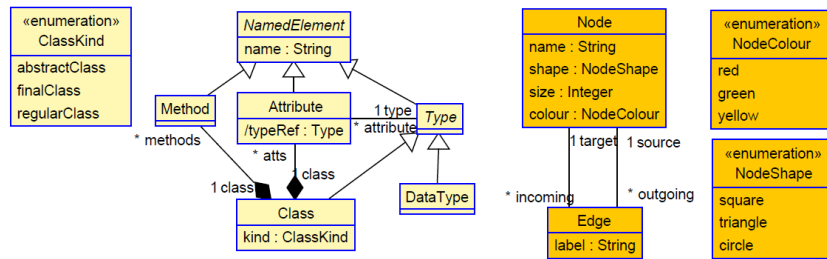 «enumeration»
ClassKind
abstractClass
finalClass
regularClass
NamedElement
name : String
Method
Attribute
/typeRef : Type
1 type
* attribute
Type
* methods
* atts
1 class
1 class
Class
kind : ClassKind
DataType
Node
name : String
shape : NodeShape
size : Integer
colour : NodeColour
1 target
1 source
* incoming
* outgoing
Edge
label : String
«enumeration»
NodeColour
red
green
yellow
«enumeration»
NodeShape
square
triangle
circle